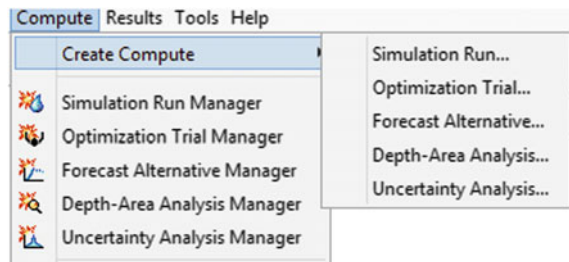 Compute Results Tools Help
Create Compute
Simulation Run Manager
Optimization Trial Manager
Forecast Alternative Manager
Depth-Area Analysis Manager
Uncertainty Analysis Manager
Simulation Run...
Optimization Trial...
Forecast Alternative...
Depth-Area Analysis...
Uncertainty Analysis...